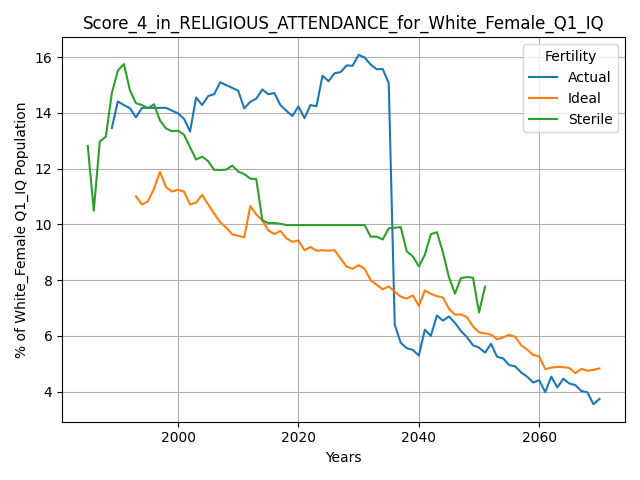 Score_4_in_RELIGIOUS_ATTENDANCE_for_White_Female_Q1_IQ
Fertility
Actual
Ideal
Sterile
% of White_Female Q1_IQ Population
16
14
12
10
8
6
4
2000
2020
2040
2060
Years